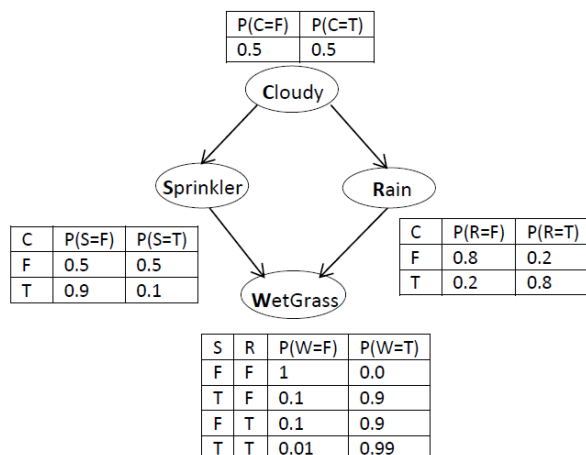 P(C=F) P(C=T)
0.5 0.5
Cloudy
Sprinkler
Rain
C P(S=F) P(S=T)
F 0.5 0.5
T 0.9 0.1
C P(R=F) P(R=T)
F 0.8 0.2
T 0.2 0.8
WetGrass
S R P(W=F) P(W=T)
F F 1 0.0
T F 0.1 0.9
F T 0.1 0.9
T T 0.01 0.99